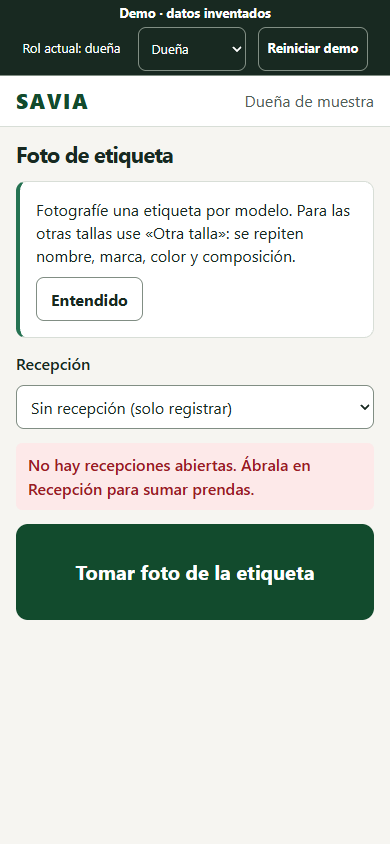 Demo · datos inventados
Rol actual: dueña
Dueña
Reiniciar demo
SAVIA
Dueña de muestra
Foto de etiqueta
Fotografíe una etiqueta por modelo. Para las
otras tallas use «Otra talla»: se repiten
nombre, marca, color y composición.
Entendido
Recepción
Sin recepción (solo registrar)
No hay recepciones abiertas. Ábrala en
Recepción para sumar prendas.
Tomar foto de la etiqueta